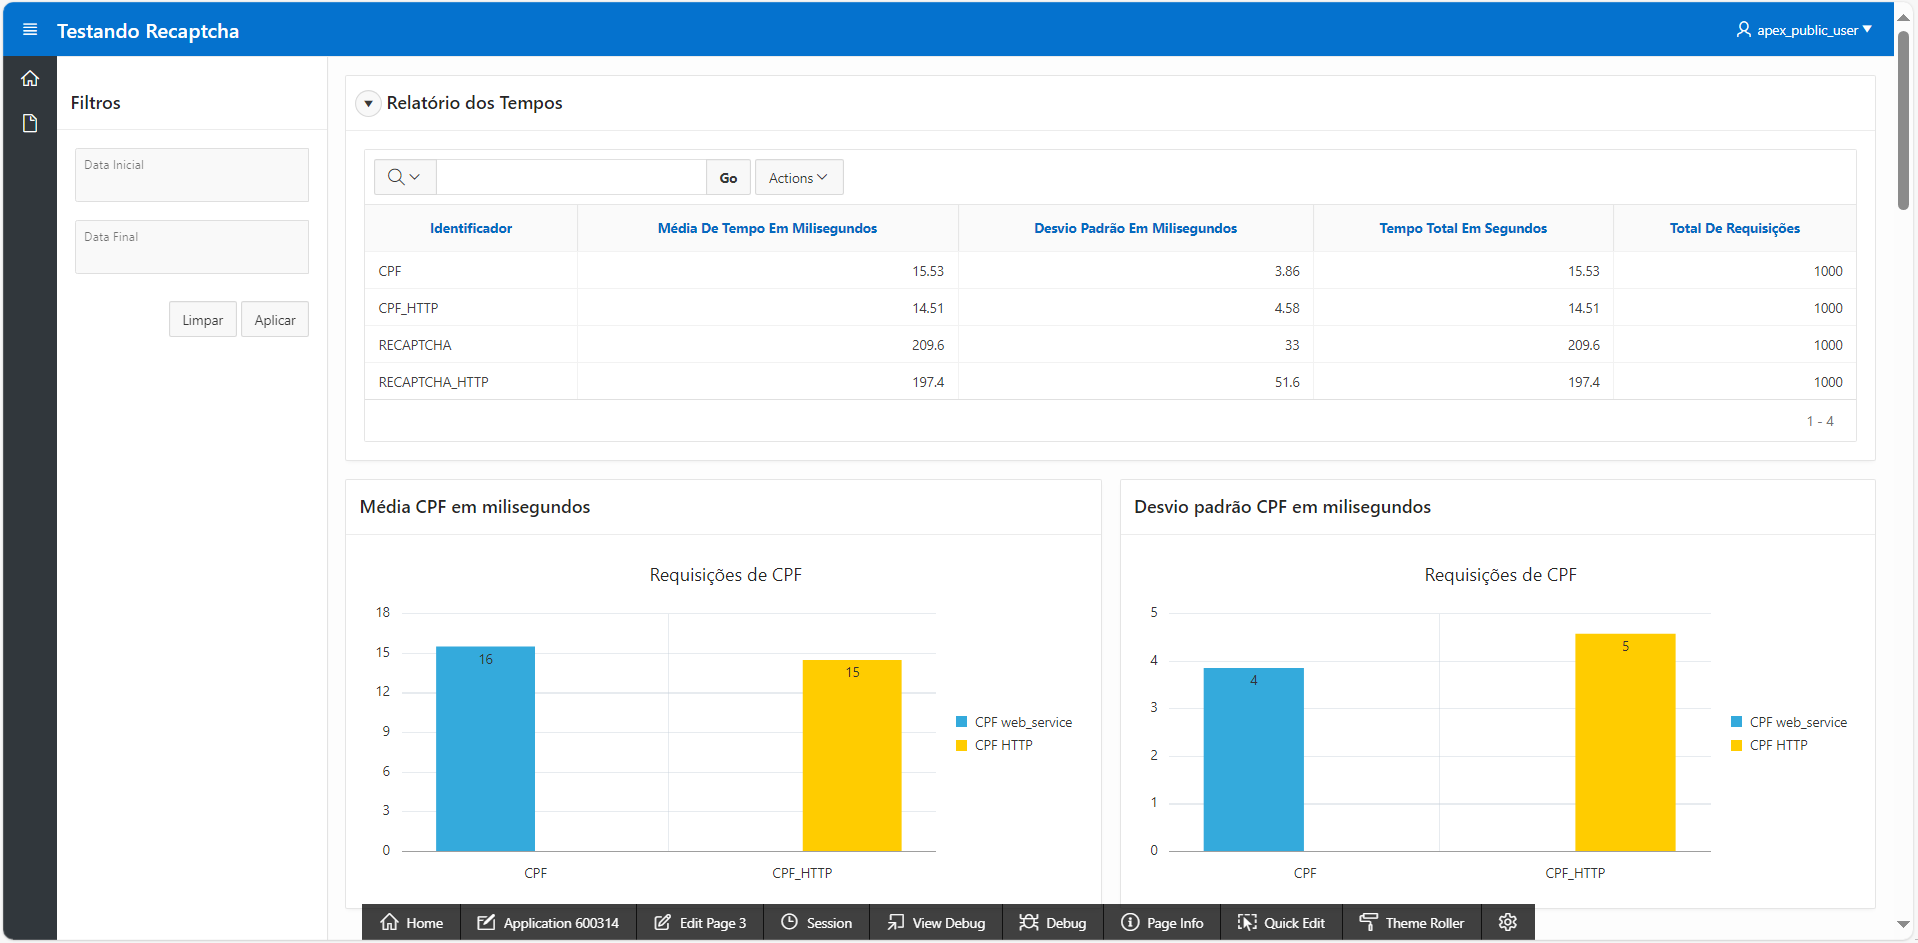 Testando Recaptcha
apex_public_user
Filtros
Data Inicial
Data Final
Limpar Aplicar
Relatório dos Tempos
Go Actions
Identificador Média De Tempo Em Milisegundos Desvio Padrão Em Milisegundos Tempo Total Em Segundos Total De Requisições
CPF 15.53 3.86 15.53 1000
CPF_HTTP 14.51 4.58 14.51 1000
RECAPTCHA 209.6 33 209.6 1000
RECAPTCHA_HTTP 197.4 51.6 197.4 1000
1 - 4
Média CPF em milisegundos
Requisições de CPF
18
15
12
9
6
3
0
16
15
CPF CPF_HTTP
CPF web_service
CPF HTTP
Desvio padrão CPF em milisegundos
Requisições de CPF
5
4
3
2
1
0
4
5
CPF CPF_HTTP
CPF web_service
CPF HTTP
Home Application 600314 Edit Page 3 Session View Debug Debug Page Info Quick Edit Theme Roller